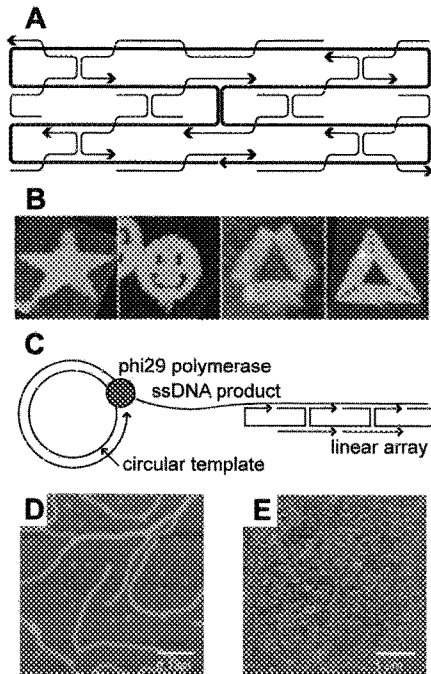 A
B
C
phi29 polymerase
ssDNA product
linear array
circular template
D
E